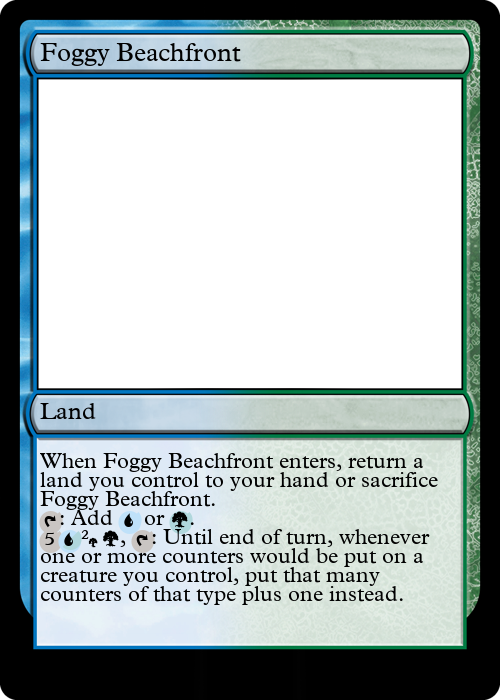 Foggy Beachfront
Land
When Foggy Beachfront enters, return a
land you control to your hand or sacrifice
Foggy Beachfront.
: Add or .
5 2, : Until end of turn, whenever
one or more counters would be put on a
creature you control, put that many
counters of that type plus one instead.